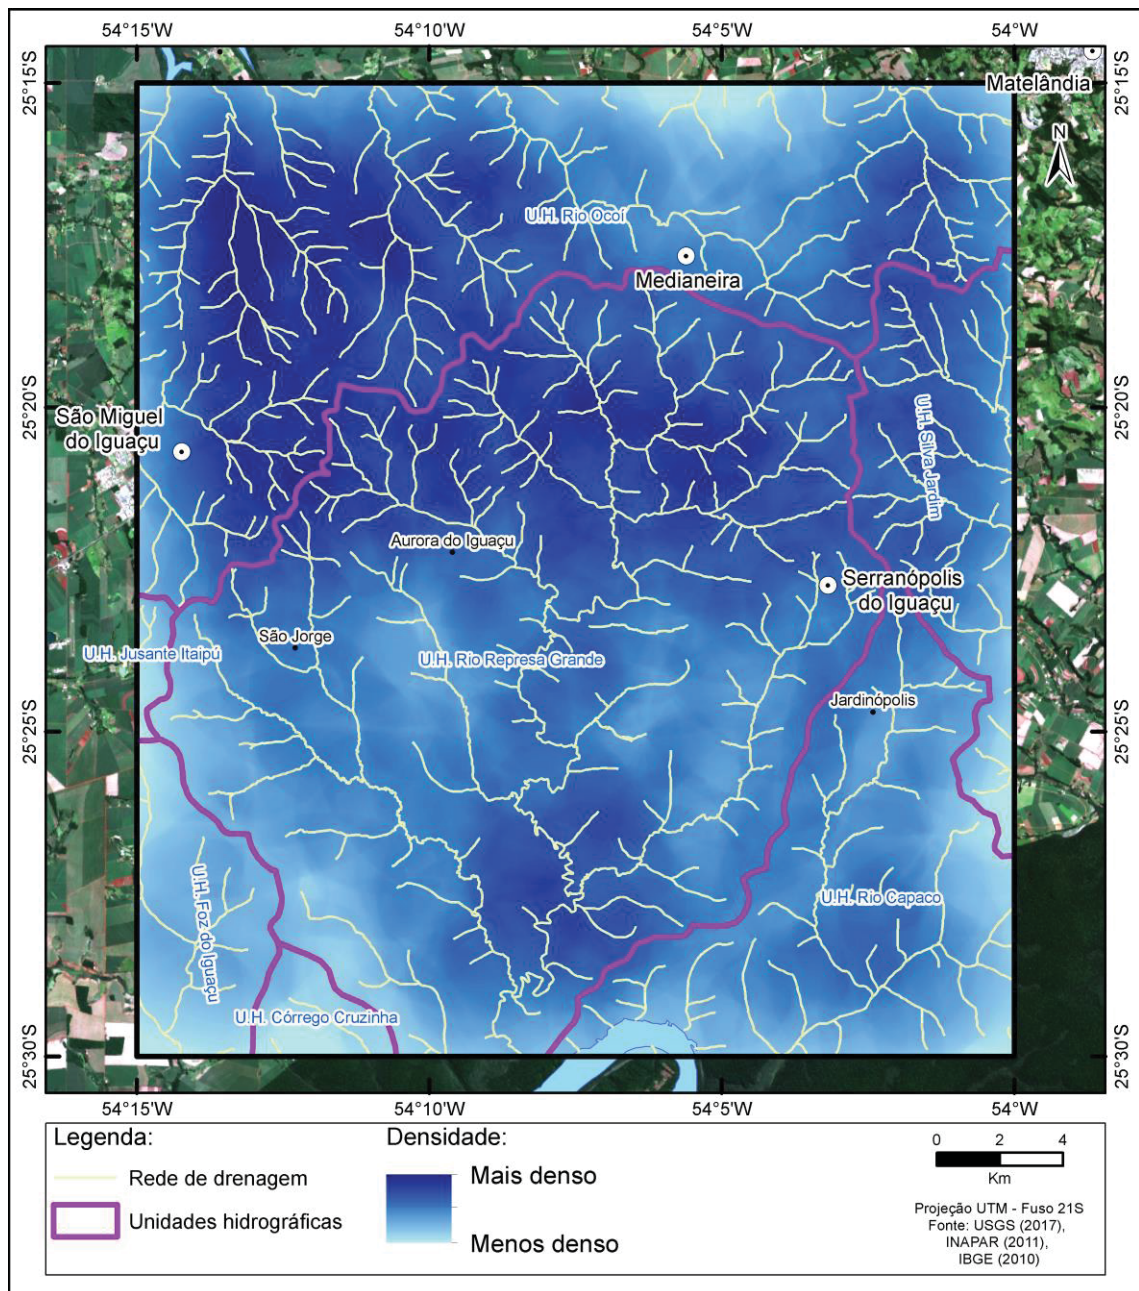 54°15'W
54°10'W
54°5'W
54°W
25°15'S
25°15'S
Matelândia
N
U.H. Rio Ocoí
Medianeira
25°20'S
25°20'S
São Miguel
do Iguaçu
U.H. Silva Jardim
Aurora do Iguaçu
Serranópolis
do Iguaçu
São Jorge
U.H. Jusante Itaipú
U.H. Rio Represa Grande
Jardinópolis
25°25'S
25°25'S
U.H. Foz do Iguaçu
U.H. Rio Capaco
U.H. Córrego Cruzinha
25°30'S
25°30'S
54°15'W
54°10'W
54°5'W
54°W
Legenda:
Rede de drenagem
Unidades hidrográficas
Densidade:
Mais denso
Menos denso
0 2 4
Km
Projeção UTM - Fuso 21S
Fonte: USGS (2017),
INAPAR (2011),
IBGE (2010)